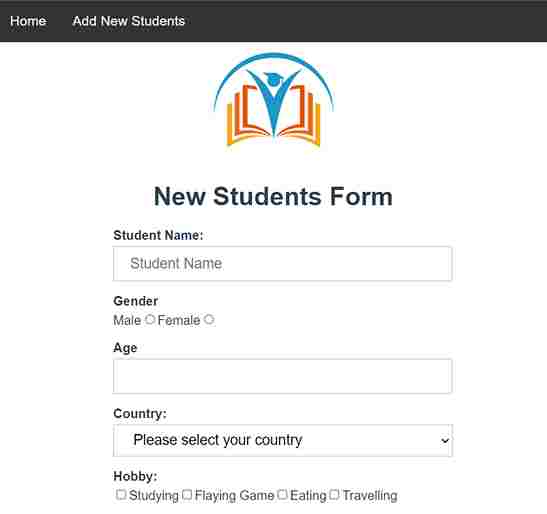 Home Add New Students
New Students Form
Student Name:
Student Name
Gender
Male Female
Age
Country:
Please select your country
Hobby:
Studying Flaying Game Eating Travelling